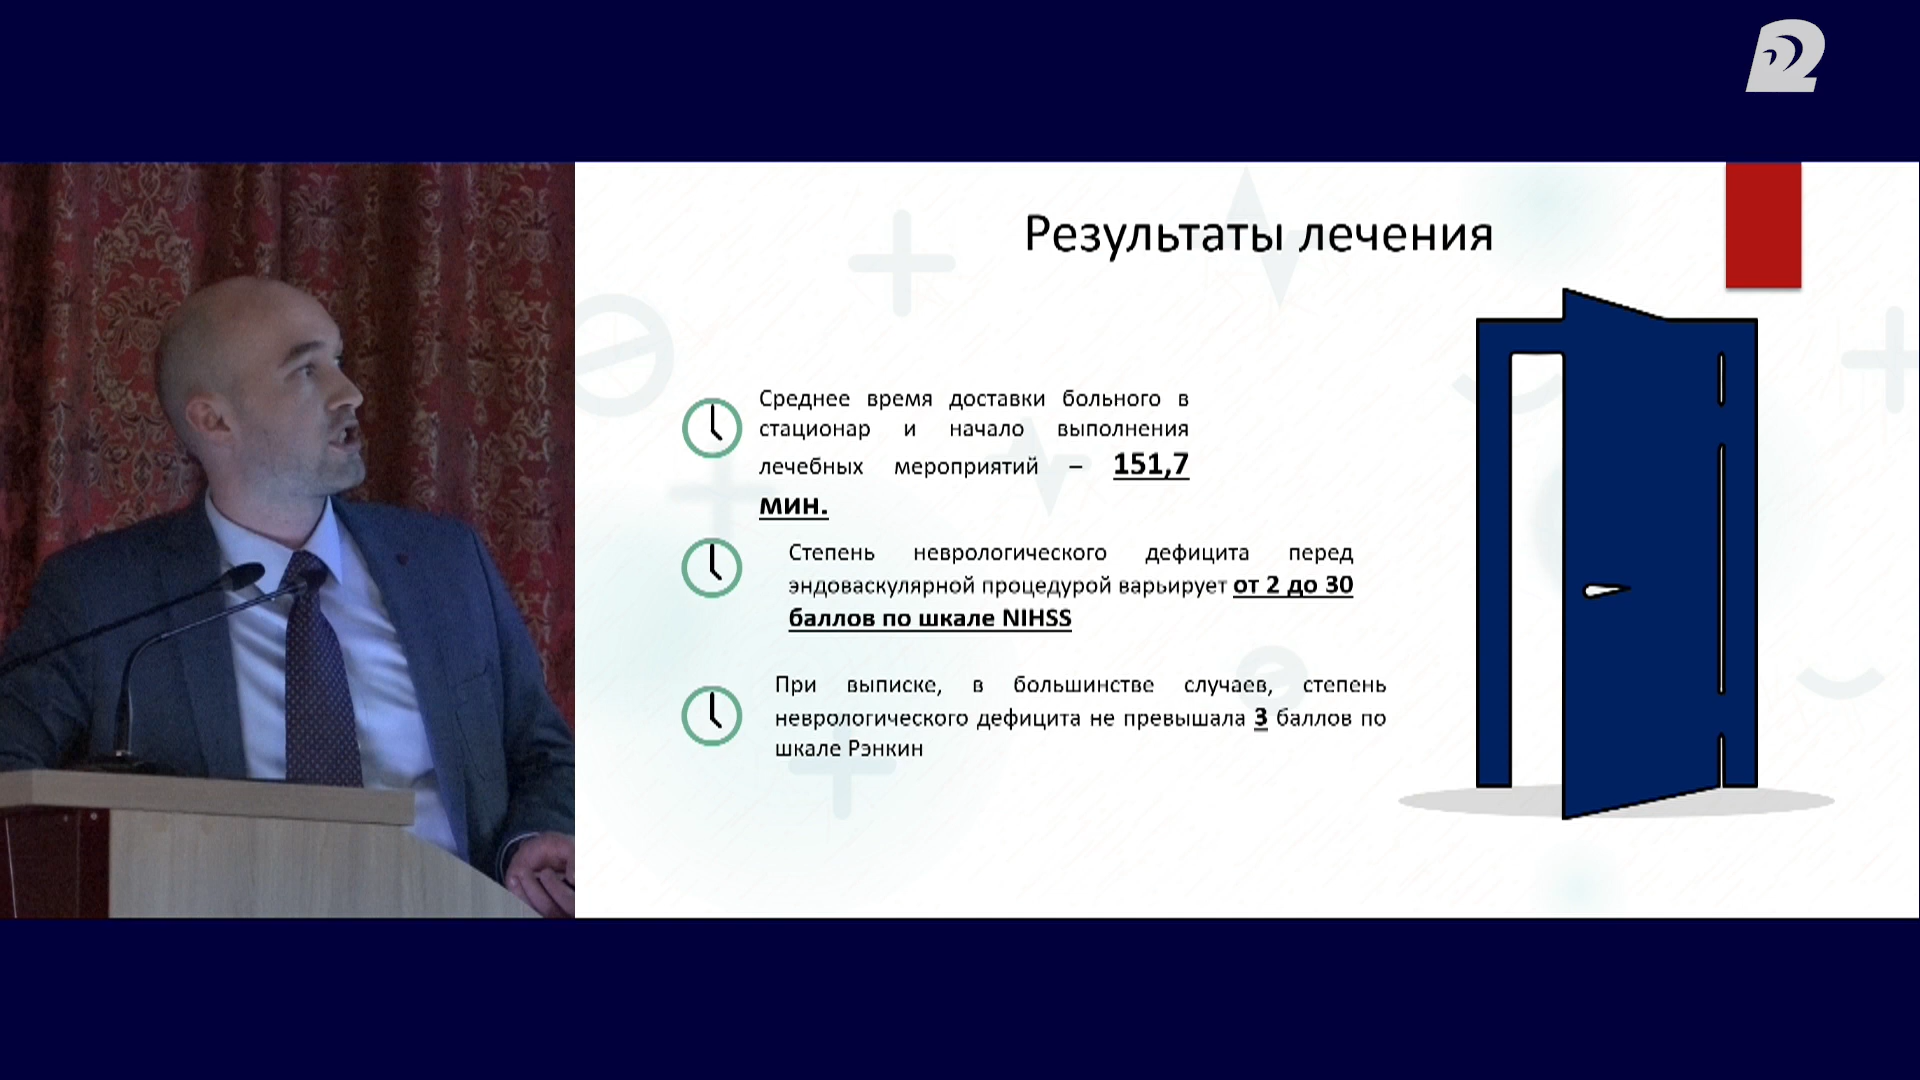 Результаты лечения
Среднее время доставки больного в
стационар и начало выполнения
лечебных мероприятий – 151,7
мин.
Степень неврологического дефицита перед
эндоваскулярной процедурой варьирует от 2 до 30
баллов по шкале NIHSS
При выписке, в большинстве случаев, степень
неврологического дефицита не превышала 3 баллов по
шкале Рэнкин